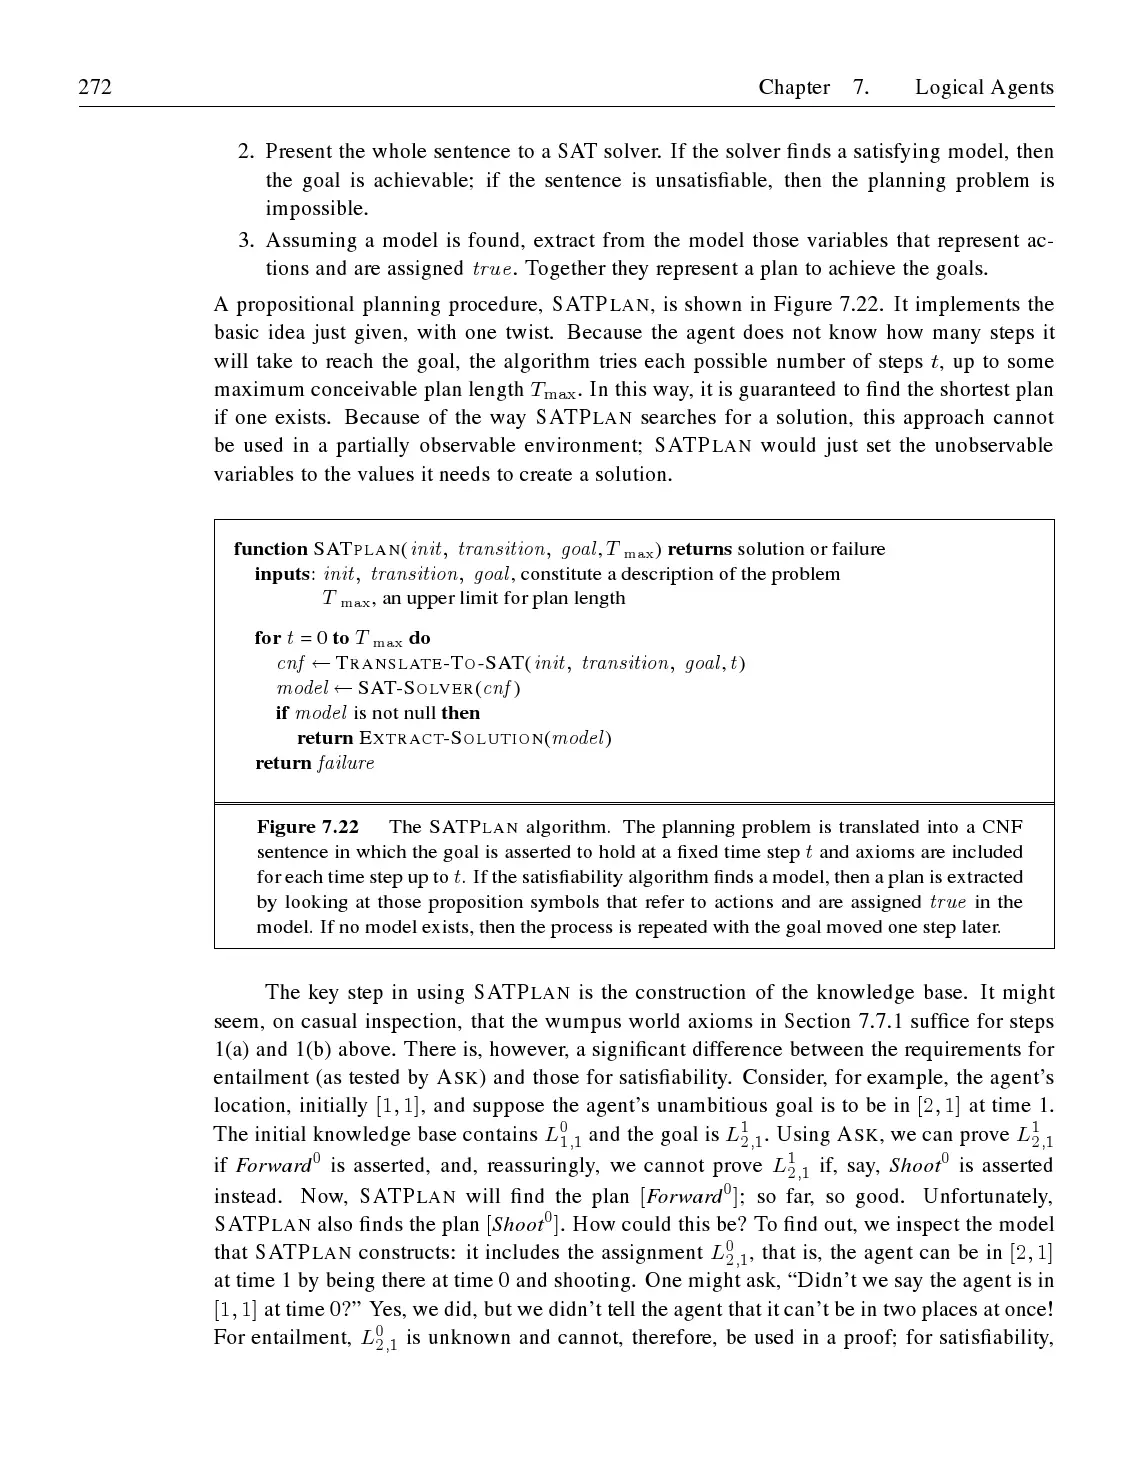 272 Chapter 7. Logical Agents
2. Present the whole sentence to a SAT solver. If the solver finds a satisfying model, then
the goal is achievable; if the sentence is unsatisfiable, then the planning problem is
impossible.
3. Assuming a model is found, extract from the model those variables that represent ac-
tions and are assigned true. Together they represent a plan to achieve the goals.
A propositional planning procedure, SATPLAN, is shown in Figure 7.22. It implements the
basic idea just given, with one twist. Because the agent does not know how many steps it
will take to reach the goal, the algorithm tries each possible number of steps t, up to some
maximum conceivable plan length T_max. In this way, it is guaranteed to find the shortest plan
if one exists. Because of the way SATPLAN searches for a solution, this approach cannot
be used in a partially observable environment; SATPLAN would just set the unobservable
variables to the values it needs to create a solution.
function SATPLAN(init, transition, goal, T_max) returns solution or failure
inputs: init, transition, goal, constitute a description of the problem
T_max, an upper limit for plan length
for t = 0 to T_max do
cnf ← TRANSLATE-TO-SAT(init, transition, goal, t)
model ← SAT-SOLVER(cnf)
if model is not null then
return EXTRACT-SOLUTION(model)
return failure
Figure 7.22 The SATPLAN algorithm. The planning problem is translated into a CNF
sentence in which the goal is asserted to hold at a fixed time step t and axioms are included
for each time step up to t. If the satisfiability algorithm finds a model, then a plan is extracted
by looking at those proposition symbols that refer to actions and are assigned true in the
model. If no model exists, then the process is repeated with the goal moved one step later.
The key step in using SATPLAN is the construction of the knowledge base. It might
seem, on casual inspection, that the wumpus world axioms in Section 7.7.1 suffice for steps
1(a) and 1(b) above. There is, however, a significant difference between the requirements for
entailment (as tested by ASK) and those for satisfiability. Consider, for example, the agent's
location, initially [1, 1], and suppose the agent's unambitious goal is to be in [2, 1] at time 1.
The initial knowledge base contains L^0_{1,1} and the goal is L^1_{2,1}. Using ASK, we can prove L^1_{2,1}
if Forward^0 is asserted, and, reassuringly, we cannot prove L^1_{2,1} if, say, Shoot^0 is asserted
instead. Now, SATPLAN will find the plan [Forward^0]; so far, so good. Unfortunately,
SATPLAN also finds the plan [Shoot^0]. How could this be? To find out, we inspect the model
that SATPLAN constructs: it includes the assignment L^0_{2,1}, that is, the agent can be in [2, 1]
at time 1 by being there at time 0 and shooting. One might ask, “Didn't we say the agent is in
[1, 1] at time 0?” Yes, we did, but we didn't tell the agent that it can't be in two places at once!
For entailment, L^0_{2,1} is unknown and cannot, therefore, be used in a proof; for satisfiability,